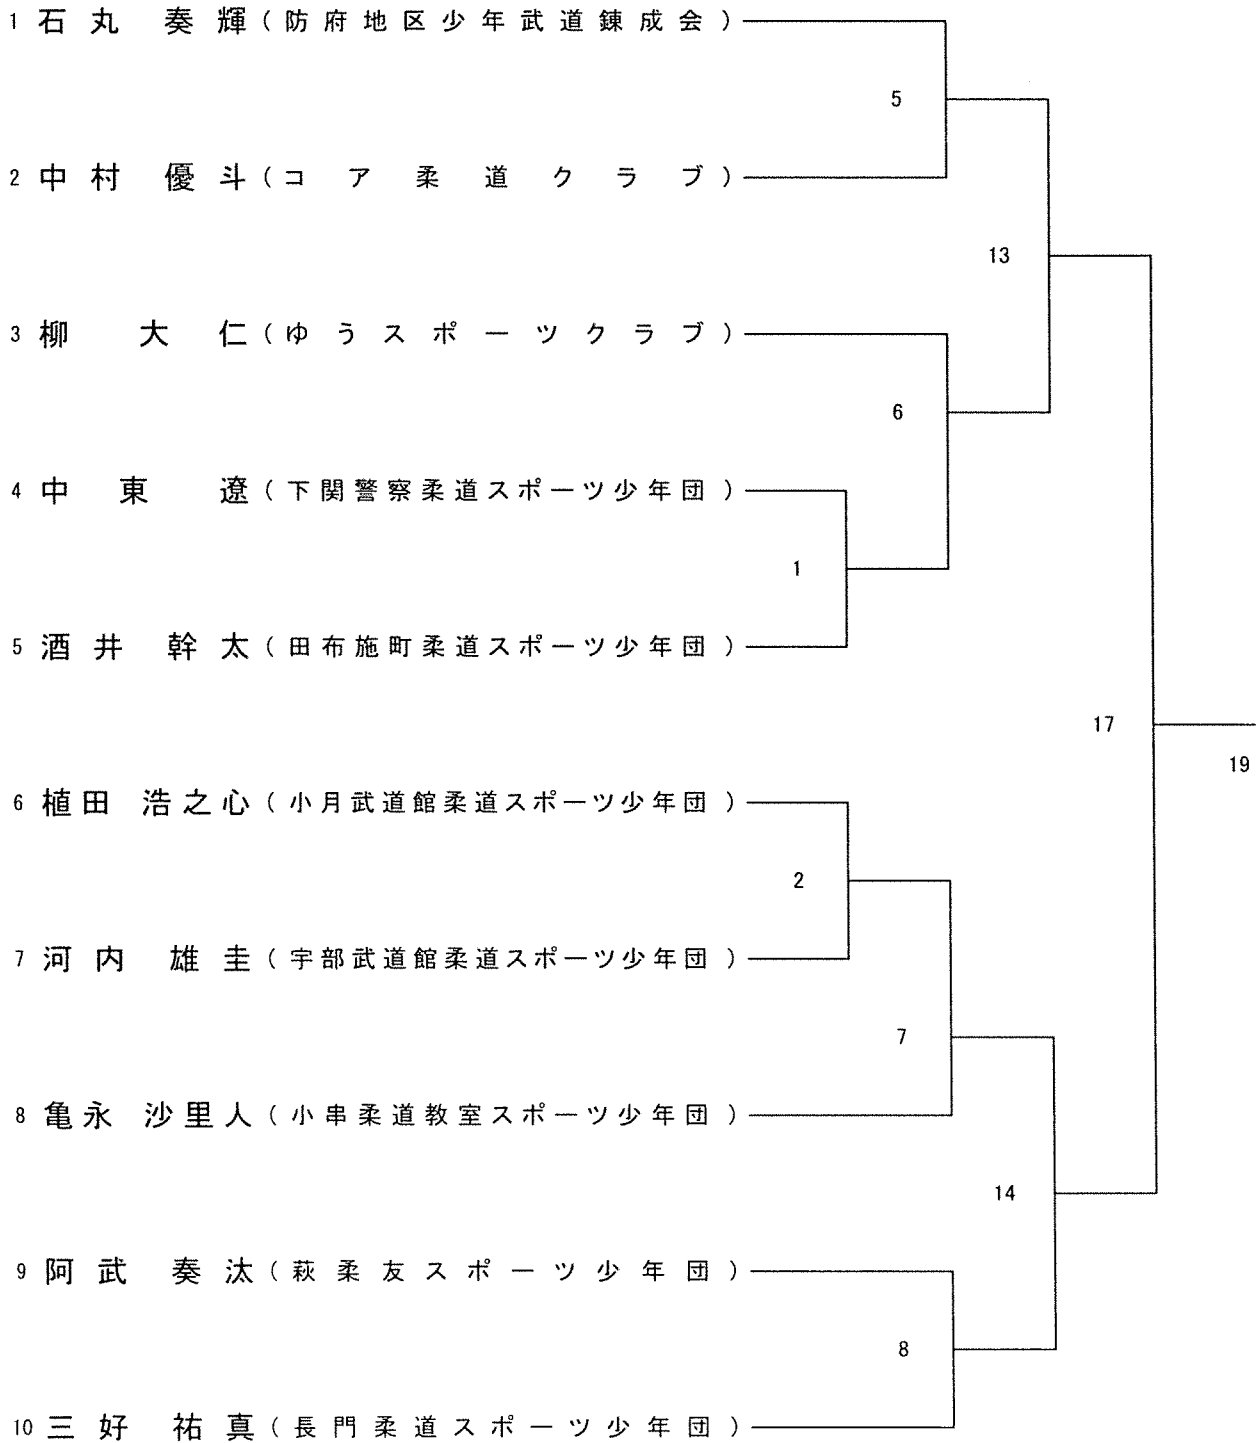 1 石丸 奏輝(防府地区少年武道錬成会)
5
2 中村 優斗(コア柔道クラブ)
13
3 柳 大仁(ゆうスポーツクラブ)
6
4 中東 遼(下関警察柔道スポーツ少年団)
1
5 酒井 幹太(田布施町柔道スポーツ少年団)
17
19
6 植田 浩之心(小月武道館柔道スポーツ少年団)
2
7 河内 雄圭(宇部武道館柔道スポーツ少年団)
7
8 亀永 沙里人(小串柔道教室スポーツ少年団)
14
9 阿武 奏汰(萩柔友スポーツ少年団)
8
10 三好 祐真(長門柔道スポーツ少年団)